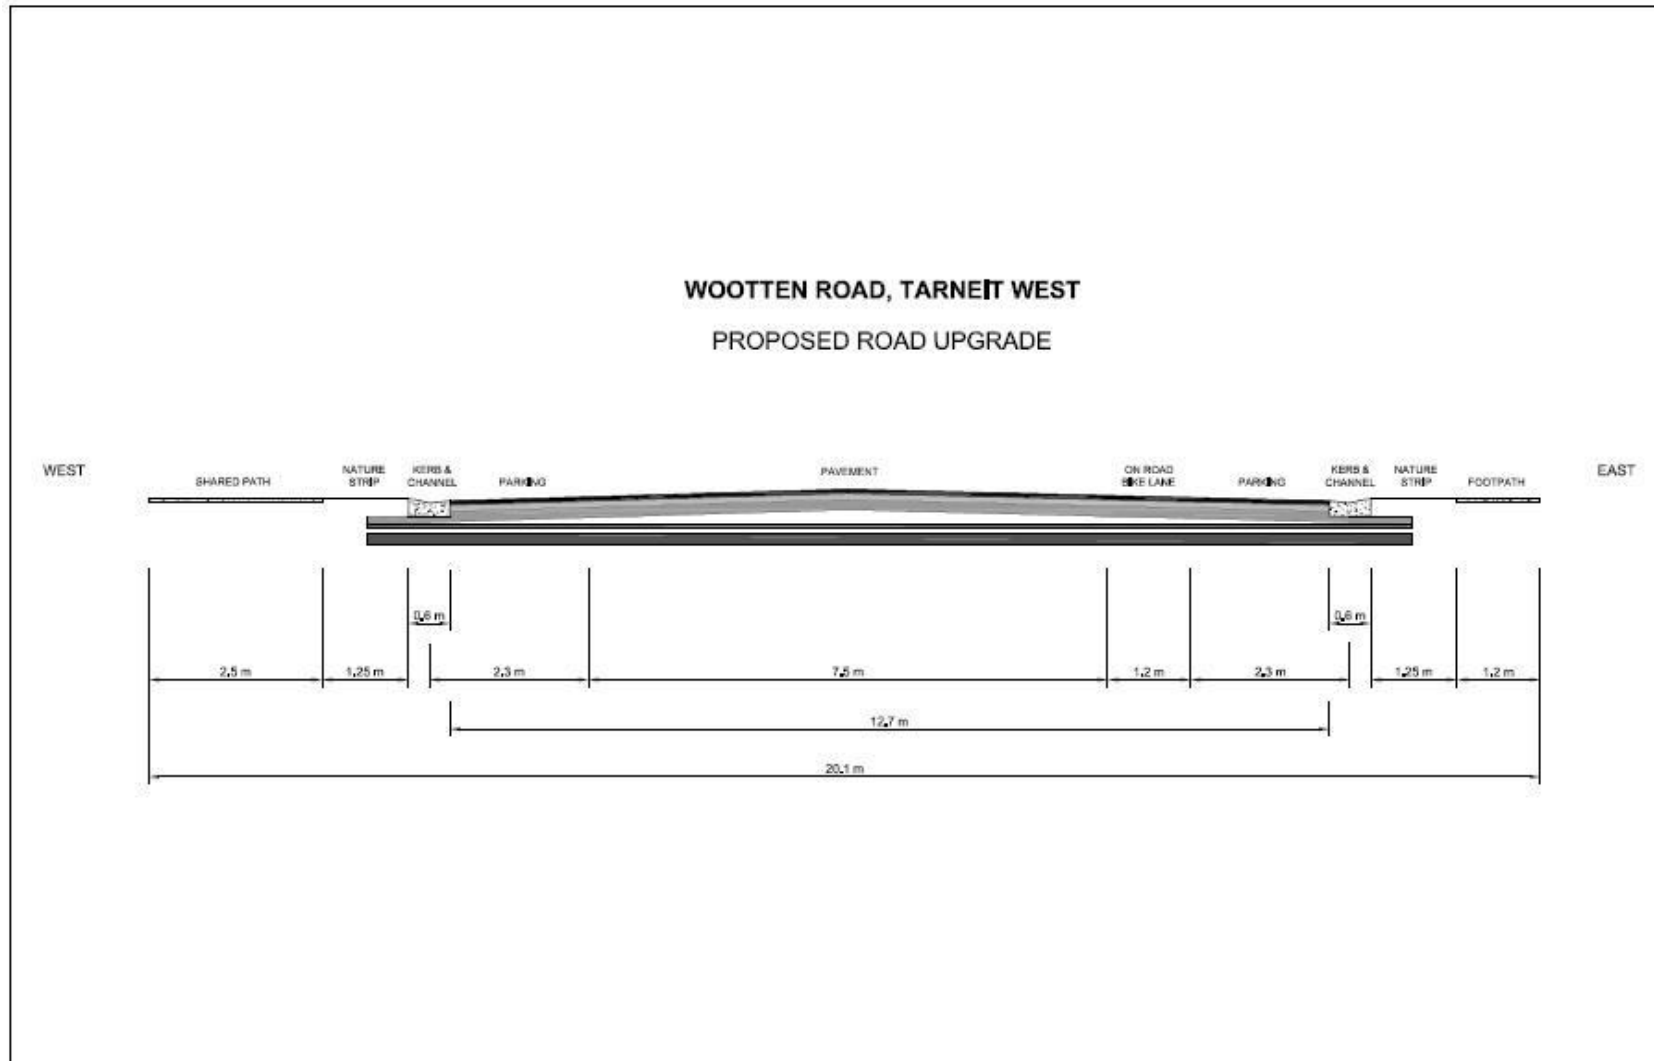 WOOTTEN ROAD, TARNEIT WEST
PROPOSED ROAD UPGRADE
WEST
SHARED PATH
NATURE
STRIP
KERB &
CHANNEL
PARKING
PAVEMENT
ON ROAD
BIKE LANE
PARKING
KERB &
CHANNEL
NATURE
STRIP
FOOTPATH
EAST
0.6 m
0.6 m
2.5 m
1.25 m
2.3 m
7.5 m
1.2 m
2.3 m
1.25 m
1.2 m
12.7 m
20.1 m